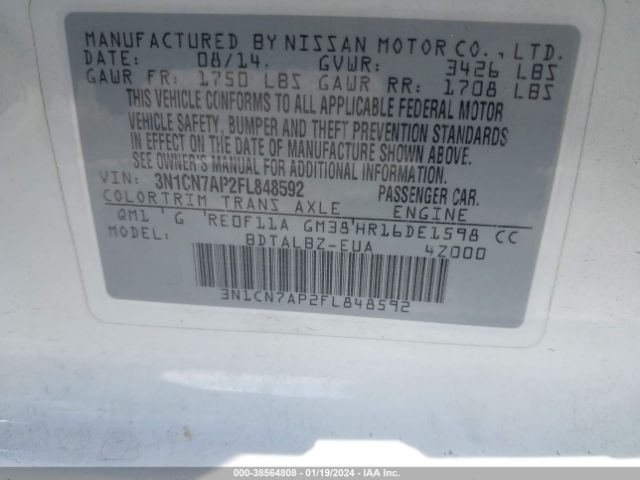 MANUFACTURED BY NISSAN MOTOR CO., LTD.
DATE: 08/14. GVWR: 3426 LBS
GAWR FR: 1750 LBS GAWR RR: 1708 LBS
THIS VEHICLE CONFORMS TO ALL APPLICABLE FEDERAL MOTOR
VEHICLE SAFETY, BUMPER AND THEFT PREVENTION STANDARDS
IN EFFECT ON THE DATE OF MANUFACTURE SHOWN ABOVE.
SEE OWNER'S MANUAL FOR ADDITIONAL INFORMATION.
VIN: 3N1CN7AP2FL848592 PASSENGER CAR.
COLOR TRIM TRANS AXLE ENGINE
QM1 G RE0F11A GM38 HR16DE1598 CC
MODEL: BDTALBZ-EUA 4Z000
3N1CN7AP2FL848592
000-38564808 - 01/19/2024 - IAA Inc.